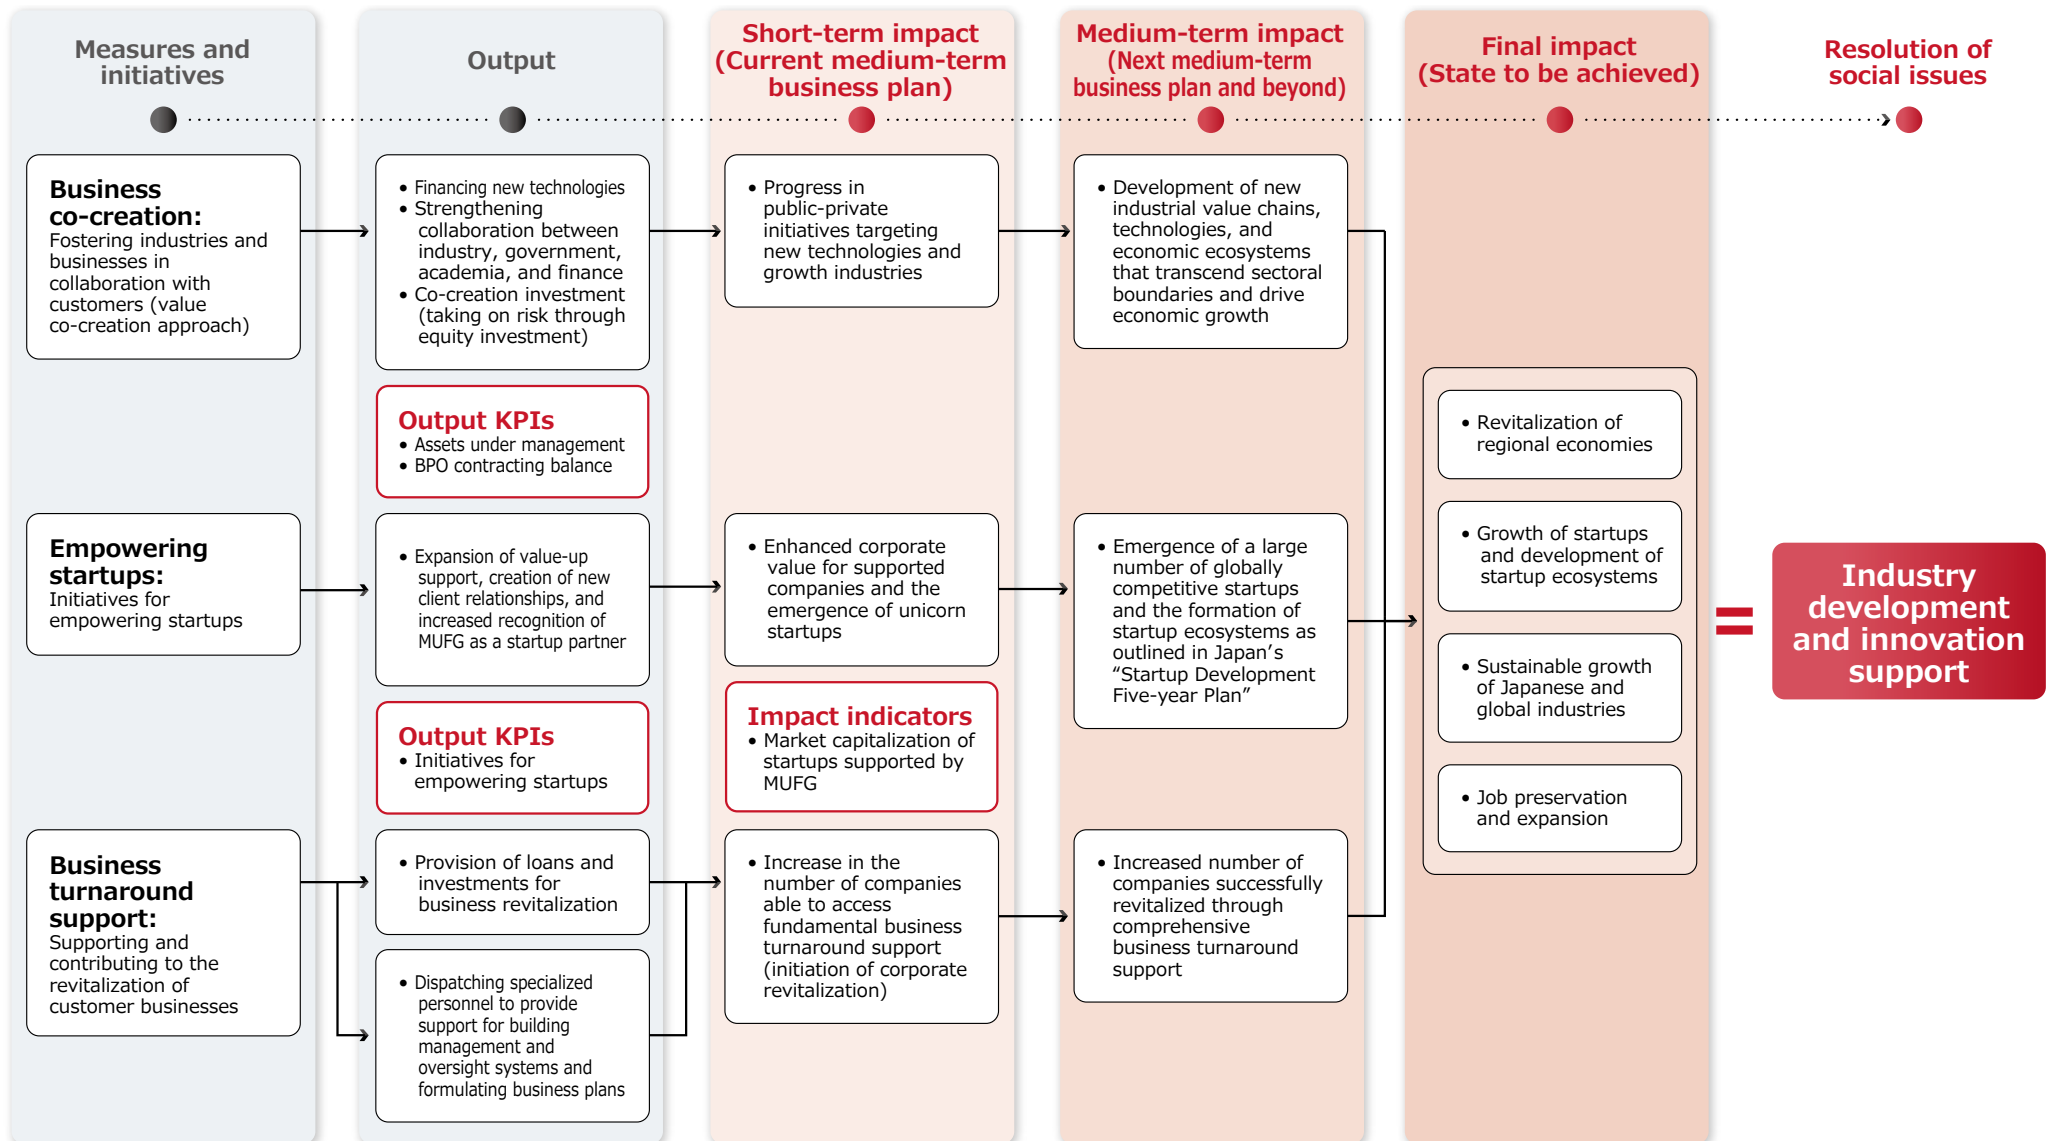 Measures and
initiatives
Output
Short-term impact
(Current medium-term
business plan)
Medium-term impact
(Next medium-term
business plan and beyond)
Final impact
(State to be achieved)
Resolution of
social issues
Business
co-creation:
Fostering industries and
businesses in
collaboration with
customers (value
co-creation approach)
• Financing new technologies
• Strengthening
collaboration between
industry, government,
academia, and finance
• Co-creation investment
(taking on risk through
equity investment)
• Progress in
public-private
initiatives targeting
new technologies and
growth industries
• Development of new
industrial value chains,
technologies, and
economic ecosystems
that transcend sectoral
boundaries and drive
economic growth
Output KPIs
• Assets under management
• BPO contracting balance
Empowering
startups:
Initiatives for
empowering startups
• Expansion of value-up
support, creation of new
client relationships, and
increased recognition of
MUFG as a startup partner
• Enhanced corporate
value for supported
companies and the
emergence of unicorn
startups
• Emergence of a large
number of globally
competitive startups
and the formation of
startup ecosystems as
outlined in Japan’s
“Startup Development
Five-year Plan”
Output KPIs
• Initiatives for
empowering startups
Impact indicators
• Market capitalization of
startups supported by
MUFG
Business
turnaround
support:
Supporting and
contributing to the
revitalization of
customer businesses
• Provision of loans and
investments for
business revitalization
• Dispatching specialized
personnel to provide
support for building
management and
oversight systems and
formulating business plans
• Increase in the
number of companies
able to access
fundamental business
turnaround support
(initiation of corporate
revitalization)
• Increased number of
companies successfully
revitalized through
comprehensive
business turnaround
support
• Revitalization of
regional economies
• Growth of startups
and development of
startup ecosystems
• Sustainable growth
of Japanese and
global industries
• Job preservation
and expansion
=
Industry
development
and innovation
support